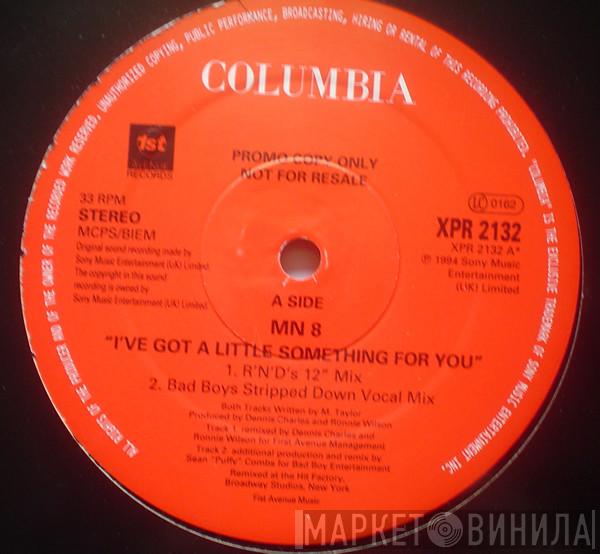 ALL RIGHTS OF THE PRODUCER AND OF THE OWNER OF THE RECORDED WORK RESERVED. UNAUTHORIZED COPYING, PUBLIC PERFORMANCE, BROADCASTING, HIRING OR RENTAL OF THIS RECORDING PROHIBITED. "COLUMBIA" IS THE EXCLUSIVE TRADEMARK OF SONY MUSIC ENTERTAINMENT INC.
COLUMBIA
1st
AVENUE
RECORDS
PROMO COPY ONLY
NOT FOR RESALE
33 RPM
STEREO
MCPS/BIEM
Original sound recording made by
Sony Music Entertainment (UK) Limited.
The copyright in this sound
recording is owned by
Sony Music Entertainment (UK) Limited
LC 0162
XPR 2132
XPR 2132 A*
℗ 1994 Sony Music
Entertainment
(UK) Limited
A SIDE
MN 8
"I'VE GOT A LITTLE SOMETHING FOR YOU"
1. R'N'D's 12" Mix
2. Bad Boys Stripped Down Vocal Mix
Both Tracks Written by M. Taylor
Produced by Dennis Charles and Ronnie Wilson
Track 1. remixed by Dennis Charles and
Ronnie Wilson for First Avenue Management
Track 2. additional production and remix by
Sean "Puffy" Combs for Bad Boy Entertainment
Remixed at the Hit Factory,
Broadway Studios, New York
Fist Avenue Music
МАРКЕТ ВИНИЛА